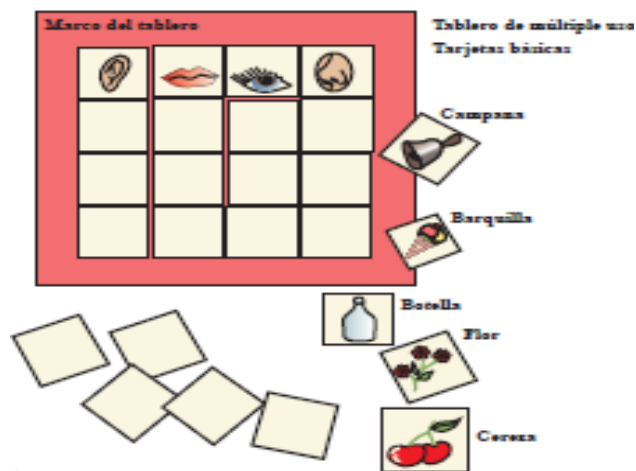 Marco del tablero
Tablero de múltiple uso
Tarjetas básicas
Campana
Barquilla
Botella
Flor
Cereza